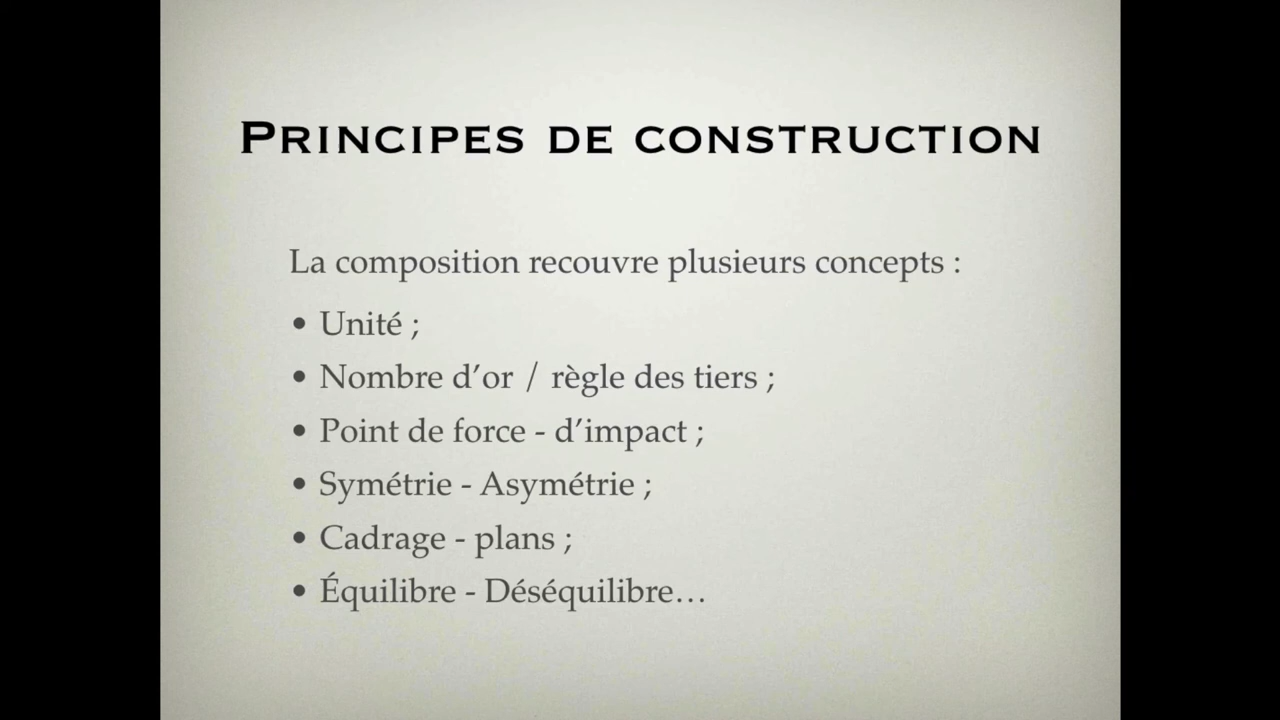 Principes de construction
La composition recouvre plusieurs concepts :
• Unité ;
• Nombre d’or / règle des tiers ;
• Point de force - d’impact ;
• Symétrie - Asymétrie ;
• Cadrage - plans ;
• Équilibre - Déséquilibre…